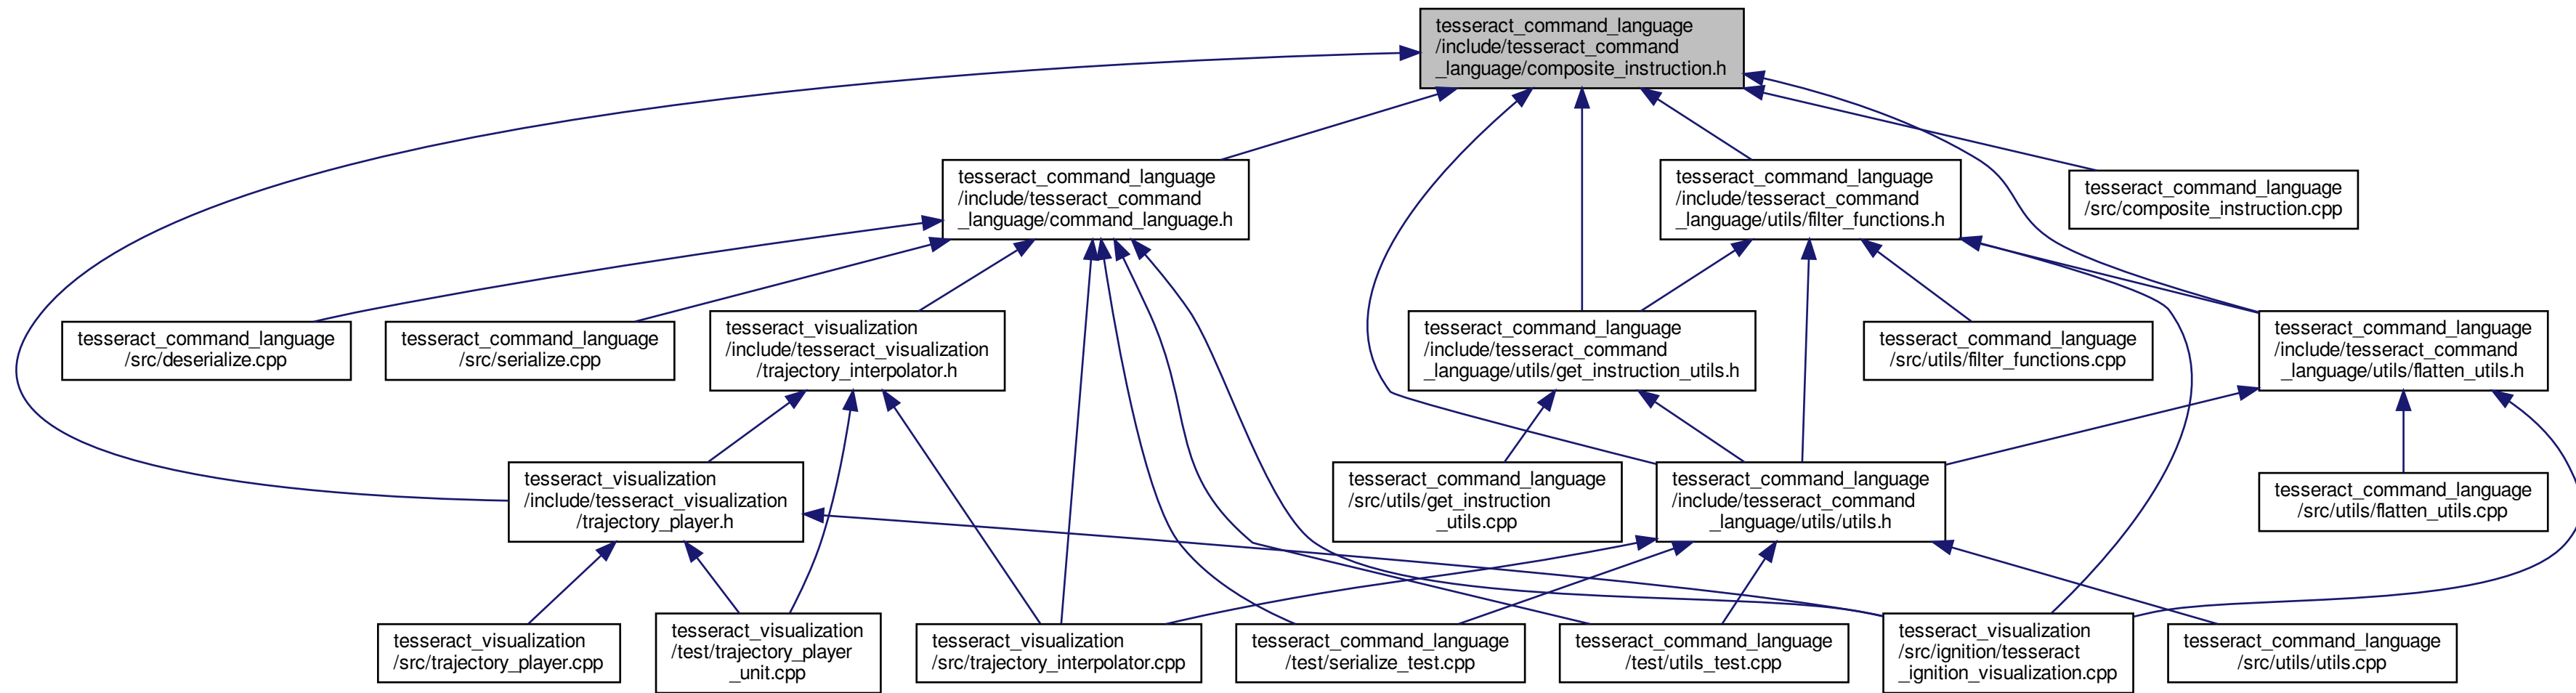 tesseract_command_language
/include/tesseract_command
_language/composite_instruction.h
tesseract_command_language
/include/tesseract_command
_language/command_language.h
tesseract_command_language
/include/tesseract_command
_language/utils/filter_functions.h
tesseract_command_language
/src/composite_instruction.cpp
tesseract_command_language
/src/deserialize.cpp
tesseract_command_language
/src/serialize.cpp
tesseract_visualization
/include/tesseract_visualization
/trajectory_interpolator.h
tesseract_command_language
/include/tesseract_command
_language/utils/get_instruction_utils.h
tesseract_command_language
/src/utils/filter_functions.cpp
tesseract_command_language
/include/tesseract_command
_language/utils/flatten_utils.h
tesseract_visualization
/include/tesseract_visualization
/trajectory_player.h
tesseract_command_language
/src/utils/get_instruction
_utils.cpp
tesseract_command_language
/include/tesseract_command
_language/utils/utils.h
tesseract_command_language
/src/utils/flatten_utils.cpp
tesseract_visualization
/src/trajectory_player.cpp
tesseract_visualization
/test/trajectory_player
_unit.cpp
tesseract_visualization
/src/trajectory_interpolator.cpp
tesseract_command_language
/test/serialize_test.cpp
tesseract_command_language
/test/utils_test.cpp
tesseract_visualization
/src/ignition/tesseract
_ignition_visualization.cpp
tesseract_command_language
/src/utils/utils.cpp